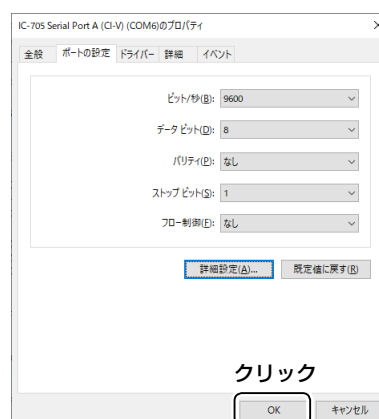 IC-705 Serial Port A (CI-V) (COM6)のプロパティ
全般 ポートの設定 ドライバー 詳細 イベント
ビット/秒(B): 9600
データ ビット(D): 8
パリティ(P): なし
ストップ ビット(S): 1
フロー制御(F): なし
詳細設定(A)... 既定値に戻す(R)
クリック
OK キャンセル